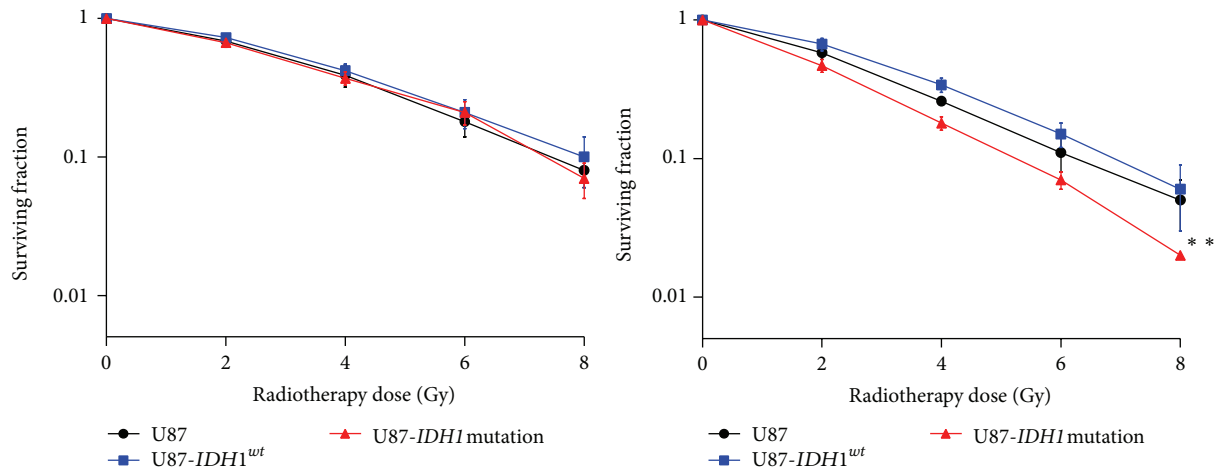 1
0.1
0.01
Surviving fraction
0 2 4 6 8
Radiotherapy dose (Gy)
U87
U87-IDH1wt
U87-IDH1 mutation
1
0.1
0.01
Surviving fraction
* *
0 2 4 6 8
Radiotherapy dose (Gy)
U87
U87-IDH1wt
U87-IDH1 mutation